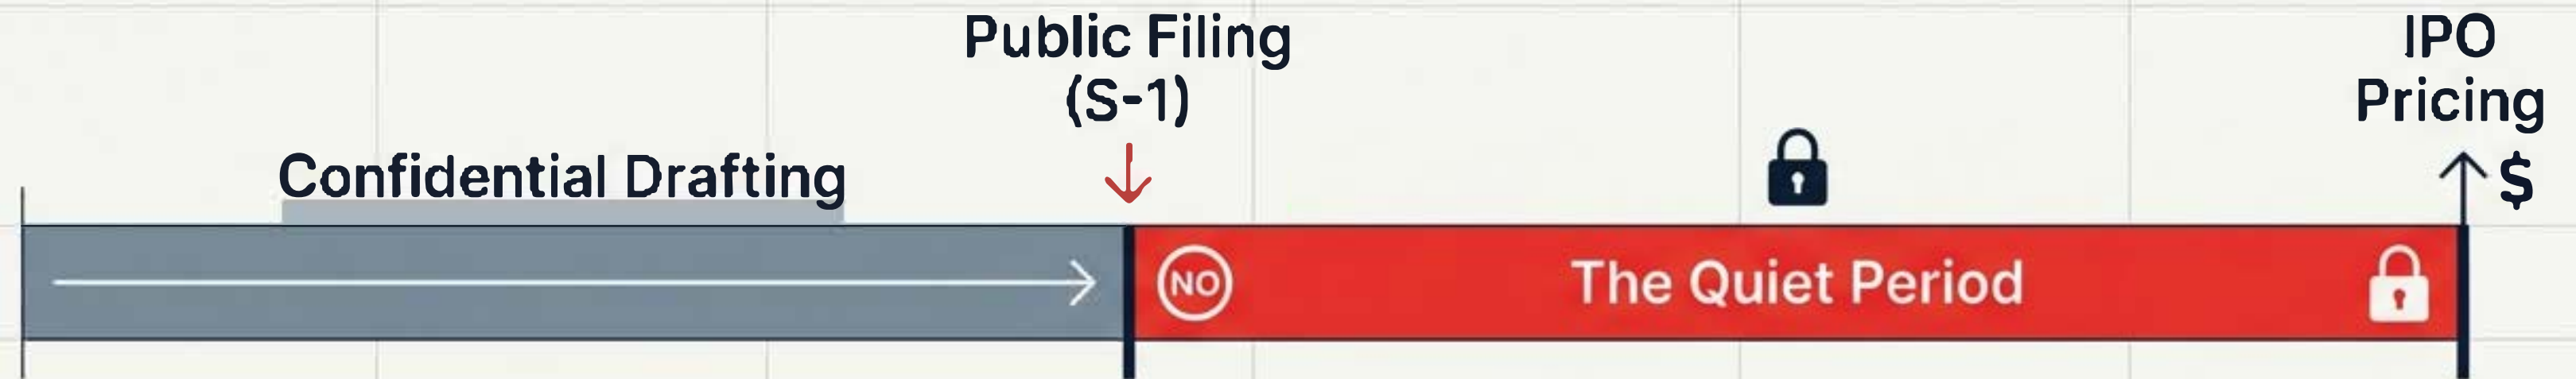 Public Filing
(S-1)
IPO
Pricing
$
Confidential Drafting
NO
The Quiet Period